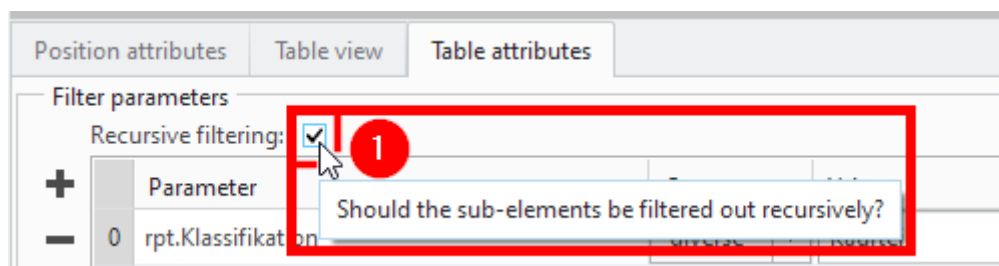 Position attributes Table view Table attributes
Filter parameters
Recursive filtering: 1
Parameter
Should the sub-elements be filtered out recursively?
0 rpt.Klassifikation diverse